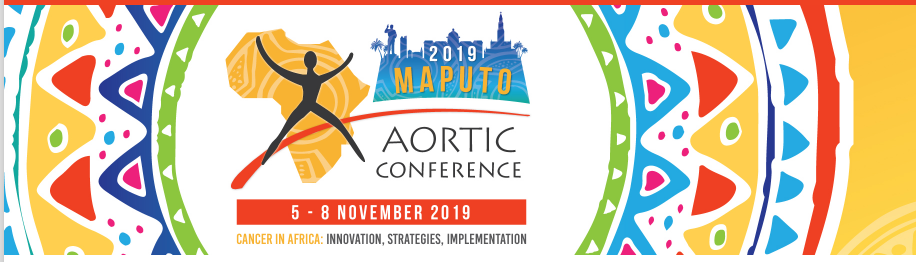 2019
MAPUTO
AORTIC
CONFERENCE
5 - 8 NOVEMBER 2019
CANCER IN AFRICA: INNOVATION, STRATEGIES, IMPLEMENTATION